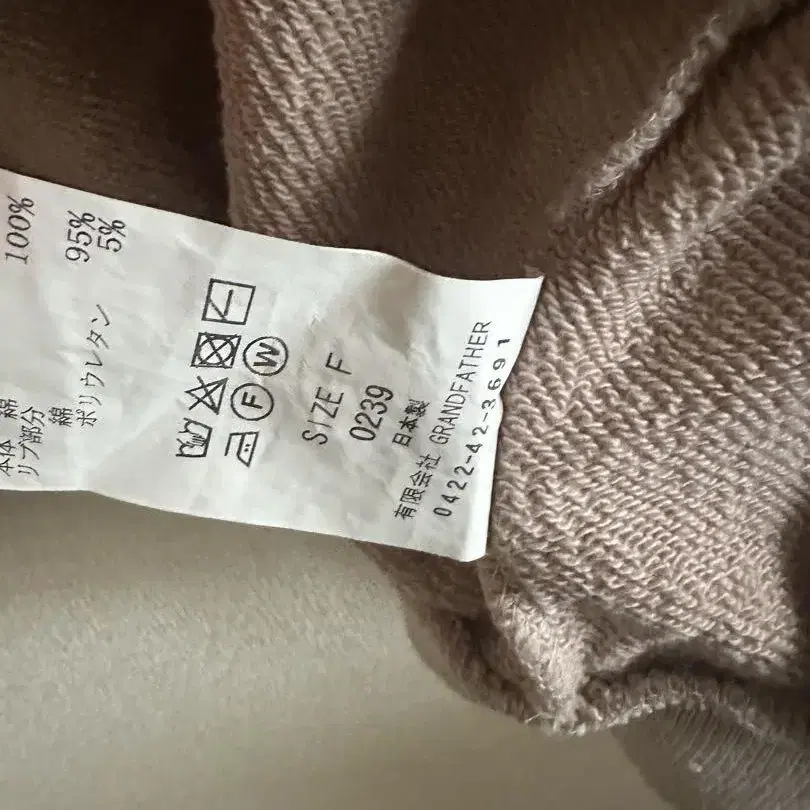 本体 綿 100%
リブ部分
綿 95%
ポリウレタン 5%
F W
SIZE F
0239
日本製
有限会社 GRANDFATHER
0422-42-3691